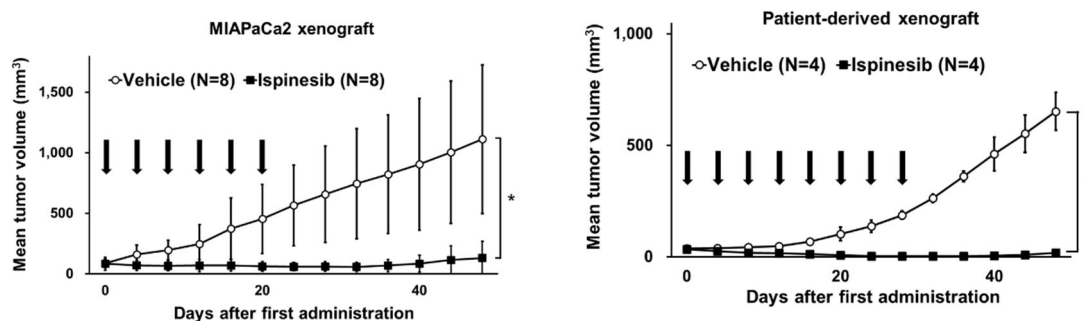 MIAPaCa2 xenograft
Mean tumor volume (mm³)
Vehicle (N=8) Ispinesib (N=8)
1,500
1,000
500
0
*
0 20 40
Days after first administration
Patient-derived xenograft
Mean tumor volume (mm³)
1,000
Vehicle (N=4) Ispinesib (N=4)
500
0
0 20 40
Days after first administration